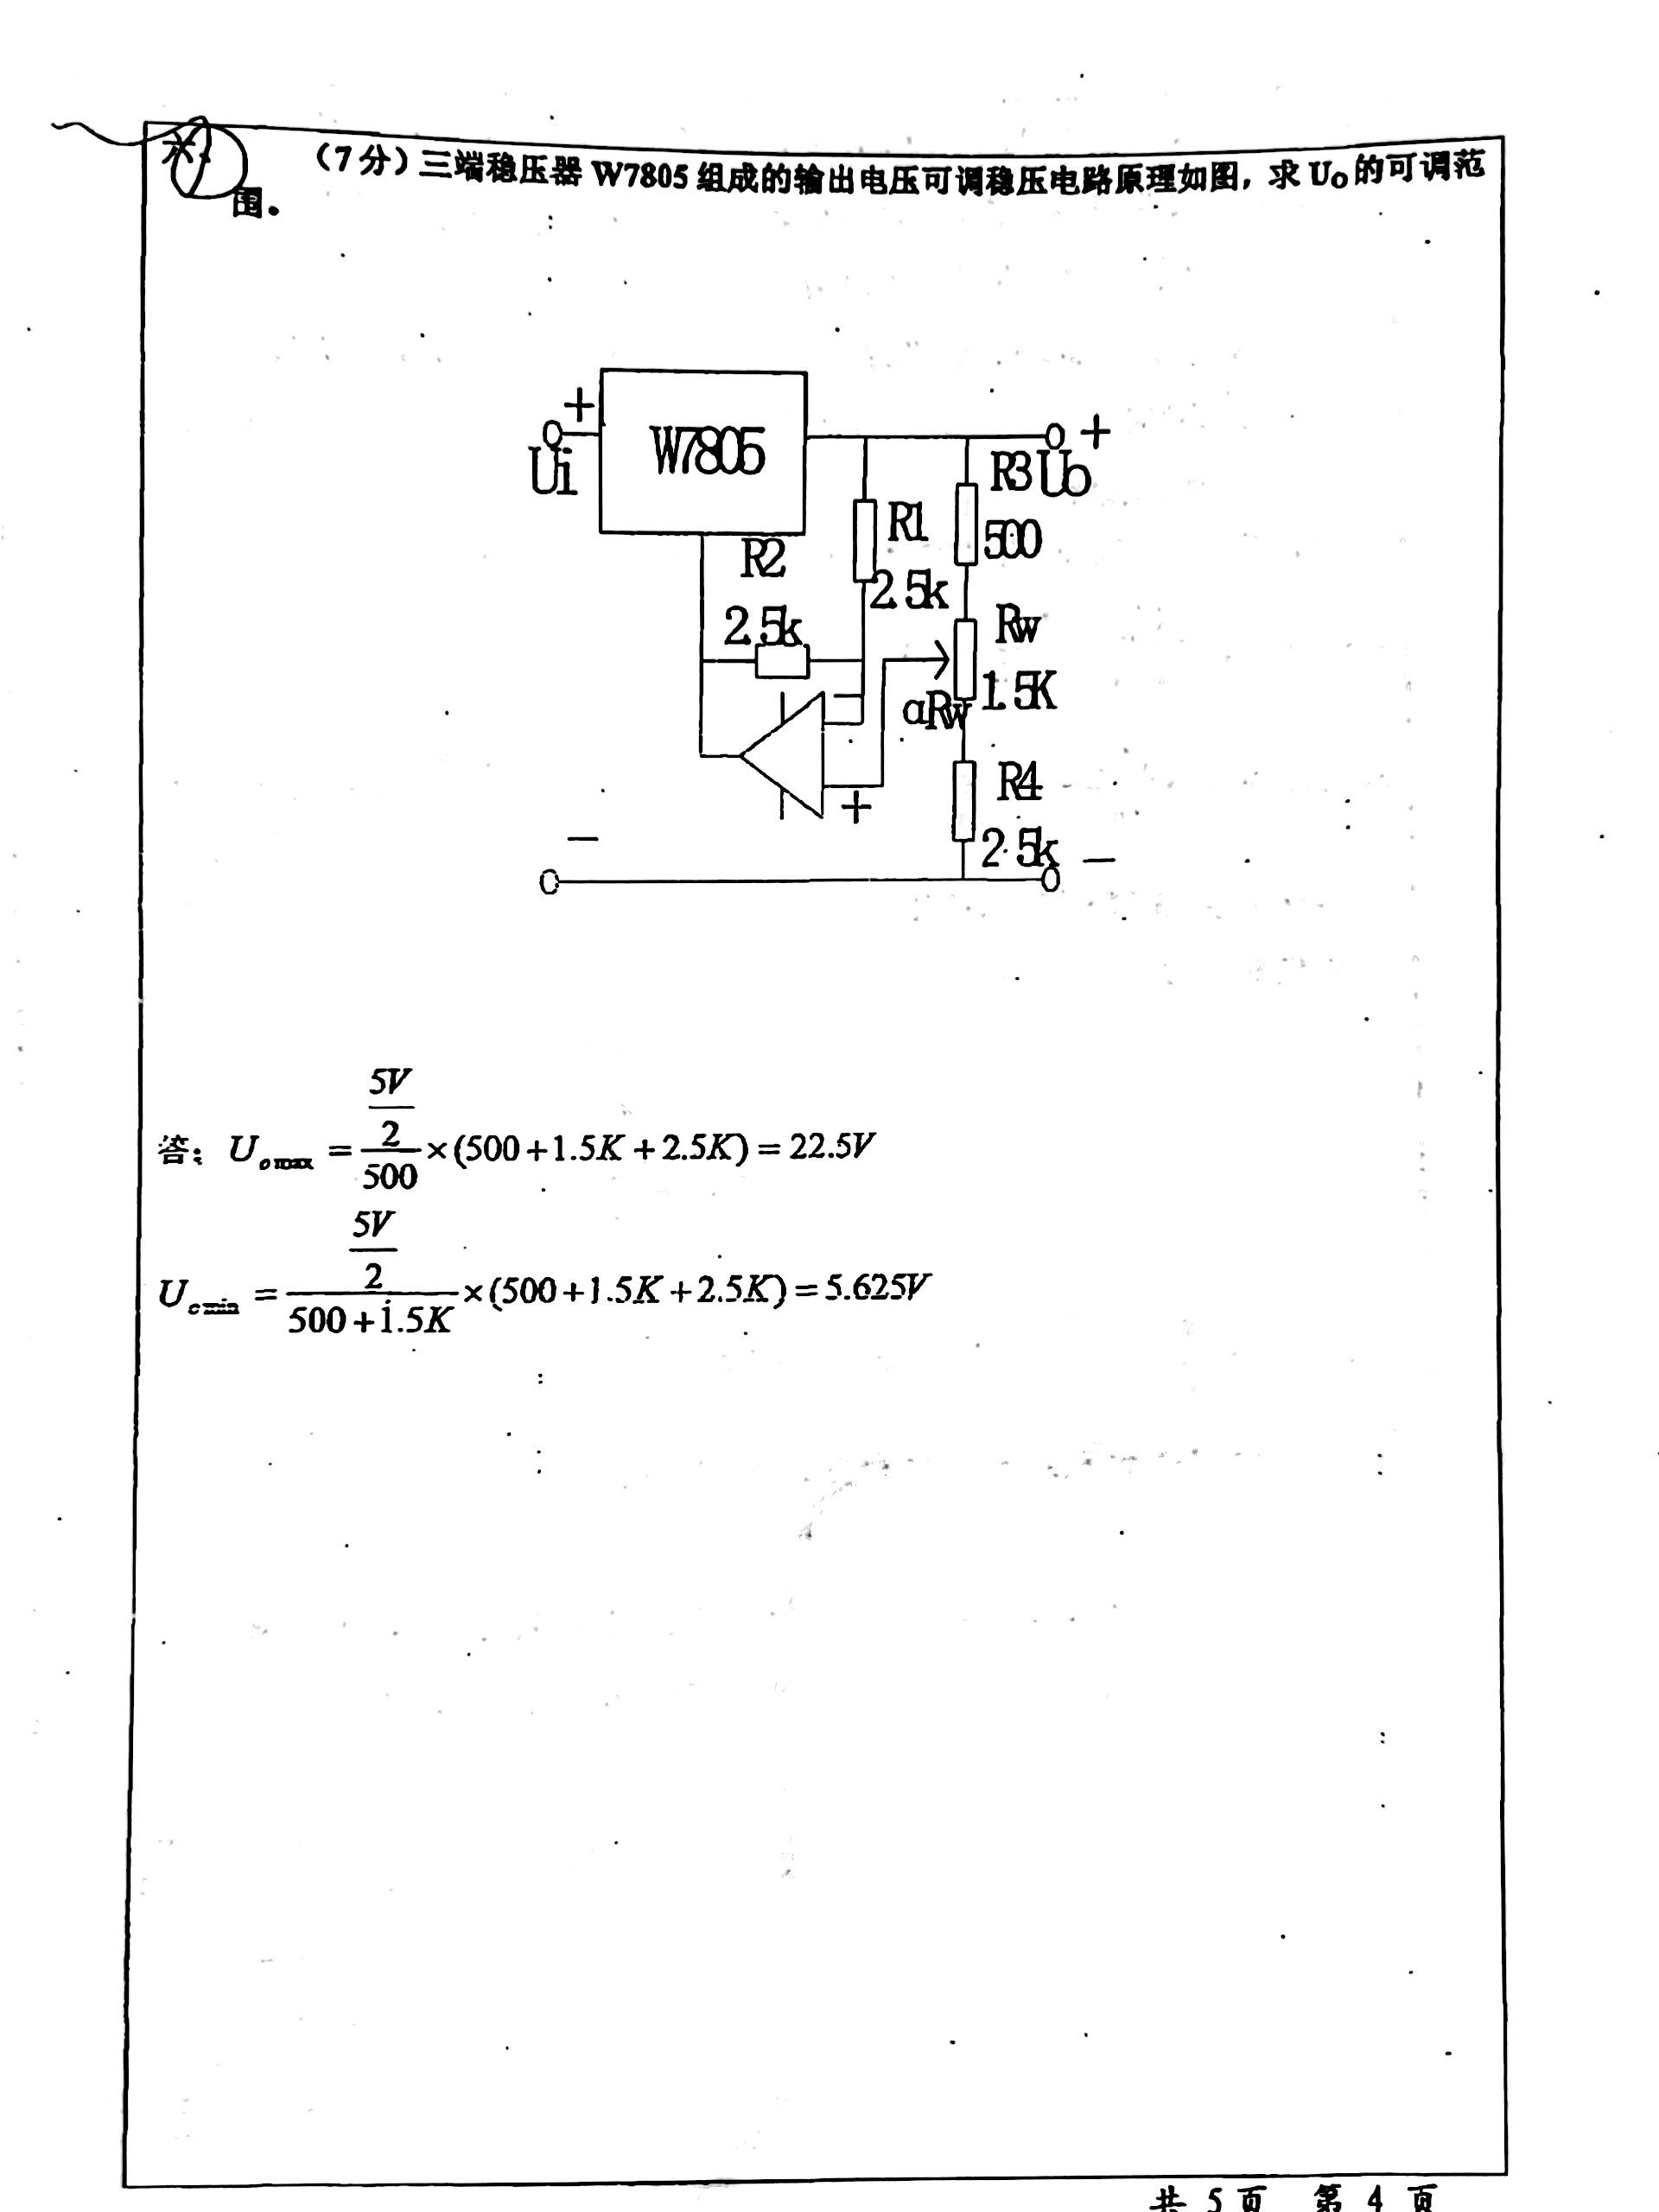 六、（7分）三端稳压器 W7805 组成的输出电压可调稳压电路原理如图，求 U₀ 的可调范
围。
+
W7805
+
Ui
R3 Uo
R1
500
R2
2.5k
2.5k
Rw
1.5K
αRw
R4
+
2.5k
答：U_{omax} = \frac{\frac{5V}{2}}{500}×(500+1.5K+2.5K)=22.5V
U_{omin} = \frac{\frac{5V}{2}}{500+1.5K}×(500+1.5K+2.5K)=5.625V
共 5 页 第 4 页